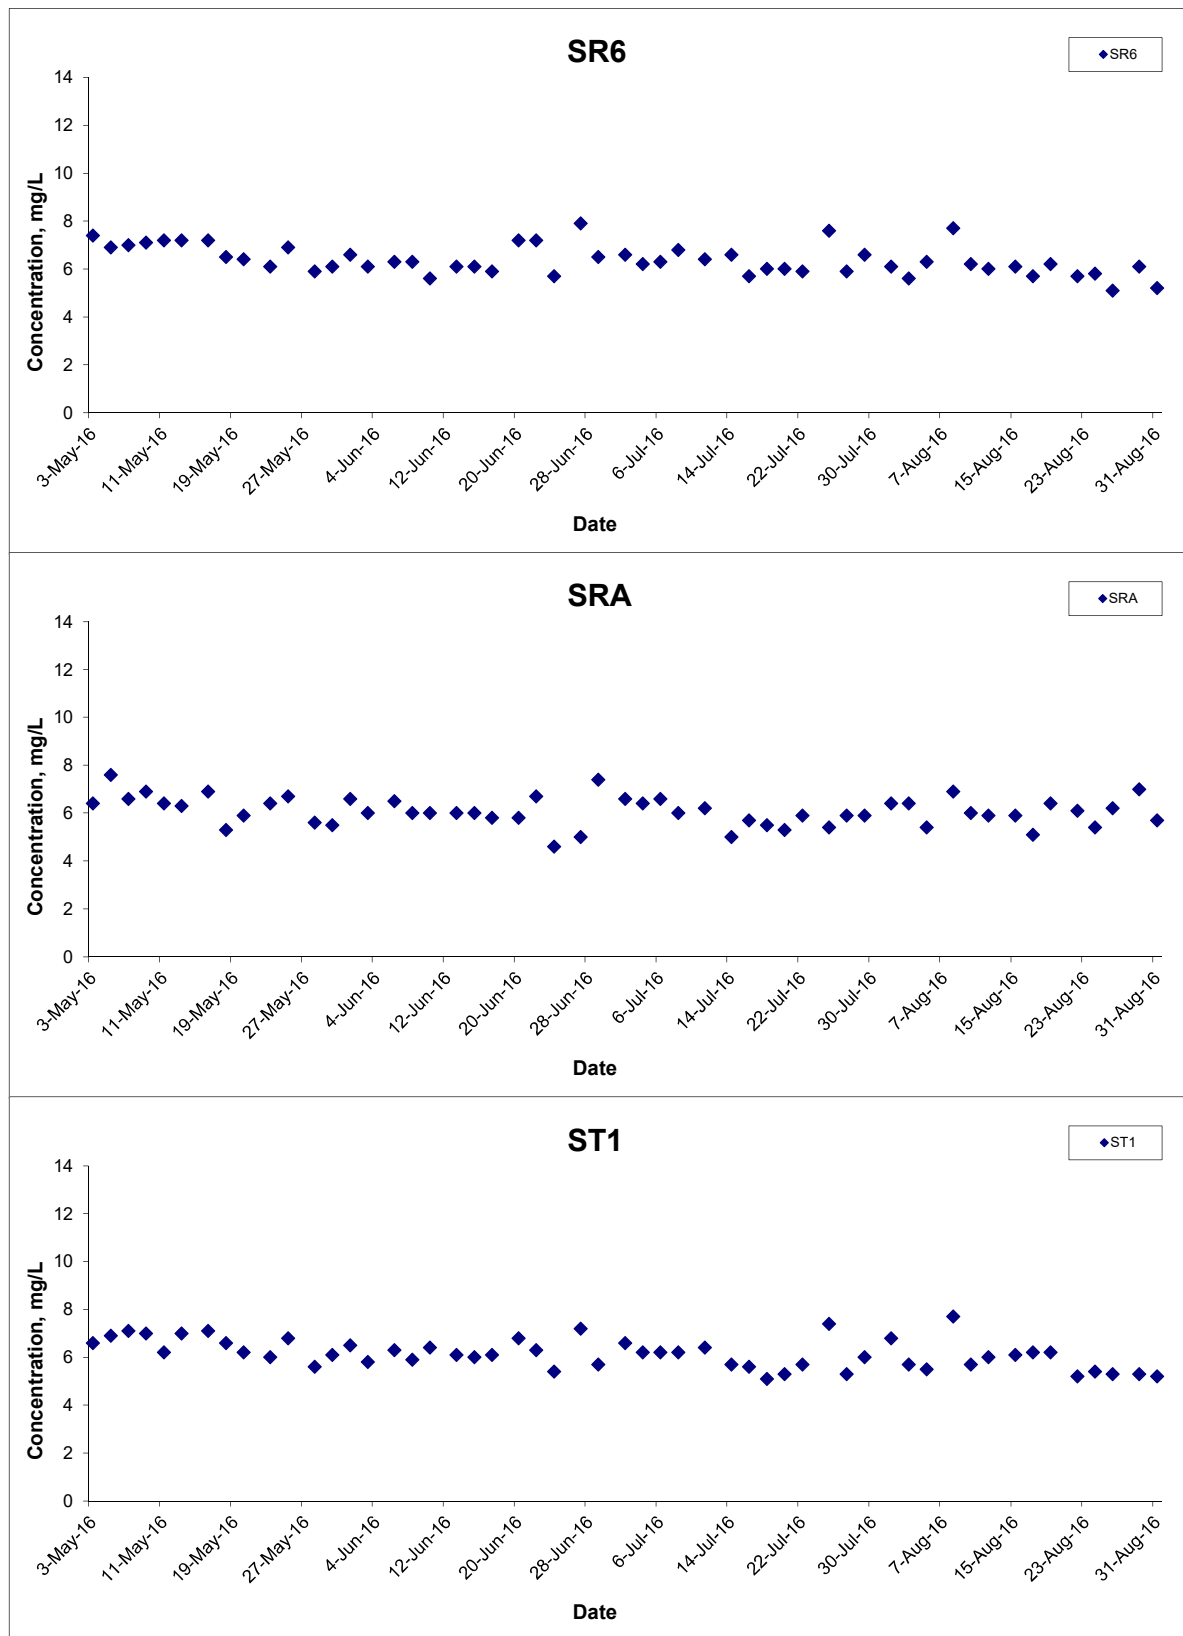 SR6
SR6
14
12
10
8
6
4
2
0
Concentration, mg/L
3-May-16
11-May-16
19-May-16
27-May-16
4-Jun-16
12-Jun-16
20-Jun-16
28-Jun-16
6-Jul-16
14-Jul-16
22-Jul-16
30-Jul-16
7-Aug-16
15-Aug-16
23-Aug-16
31-Aug-16
Date
SRA
SRA
14
12
10
8
6
4
2
0
Concentration, mg/L
3-May-16
11-May-16
19-May-16
27-May-16
4-Jun-16
12-Jun-16
20-Jun-16
28-Jun-16
6-Jul-16
14-Jul-16
22-Jul-16
30-Jul-16
7-Aug-16
15-Aug-16
23-Aug-16
31-Aug-16
Date
ST1
ST1
14
12
10
8
6
4
2
0
Concentration, mg/L
3-May-16
11-May-16
19-May-16
27-May-16
4-Jun-16
12-Jun-16
20-Jun-16
28-Jun-16
6-Jul-16
14-Jul-16
22-Jul-16
30-Jul-16
7-Aug-16
15-Aug-16
23-Aug-16
31-Aug-16
Date